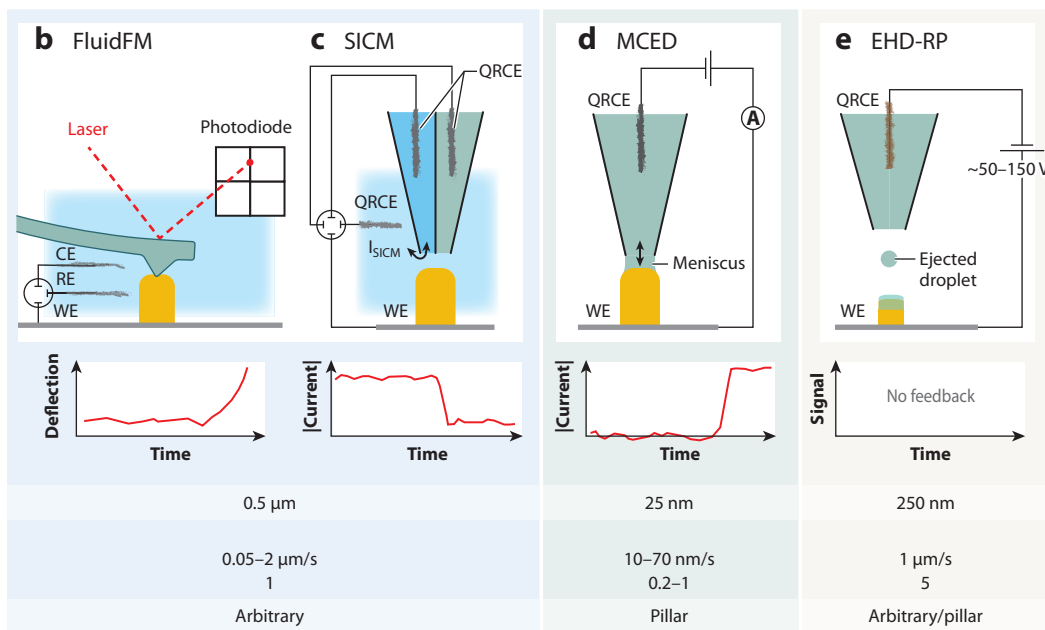 b FluidFM
c SICM
d MCED
e EHD-RP
Laser
Photodiode
CE
RE
WE
QRCE
QRCE
I_SICM
WE
QRCE
A
Meniscus
WE
QRCE
~50–150 V
Ejected
droplet
WE
Deflection
Time
|Current|
Time
|Current|
Time
Signal
No feedback
Time
0.5 μm
25 nm
250 nm
0.05–2 μm/s
10–70 nm/s
1 μm/s
1
0.2–1
5
Arbitrary
Pillar
Arbitrary/pillar